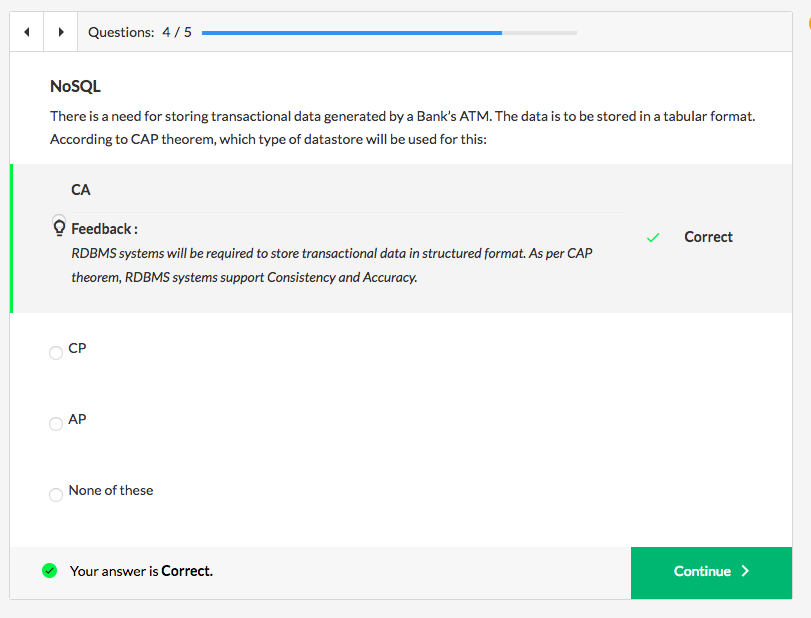 Questions: 4 / 5
NoSQL
There is a need for storing transactional data generated by a Bank's ATM. The data is to be stored in a tabular format.
According to CAP theorem, which type of datastore will be used for this:
CA
Feedback :
RDBMS systems will be required to store transactional data in structured format. As per CAP
theorem, RDBMS systems support Consistency and Accuracy.
Correct
CP
AP
None of these
Your answer is Correct.
Continue